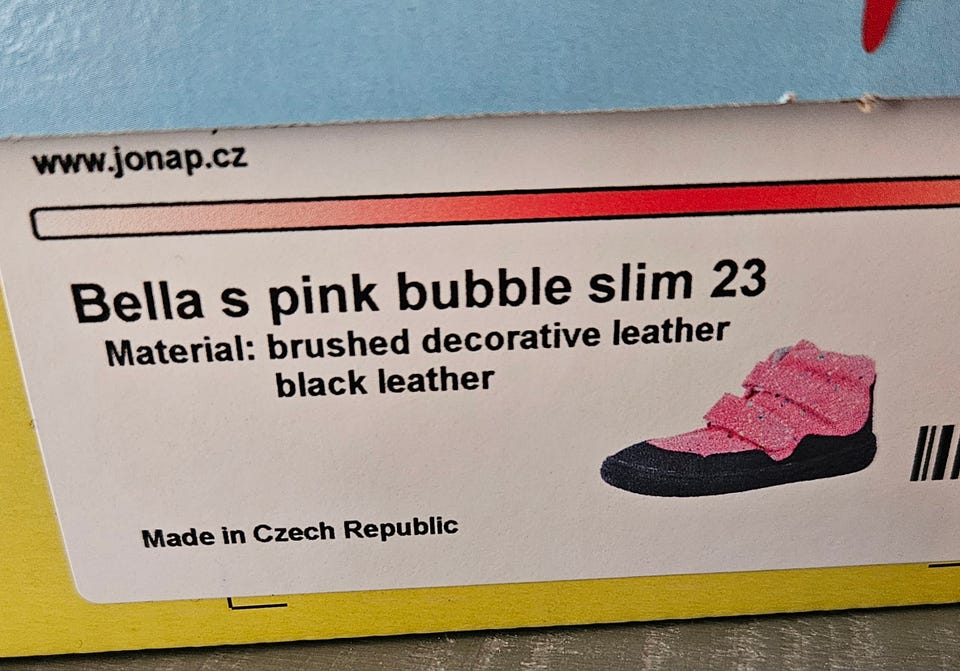 www.jonap.cz
Bella s pink bubble slim 23
Material: brushed decorative leather
black leather
Made in Czech Republic